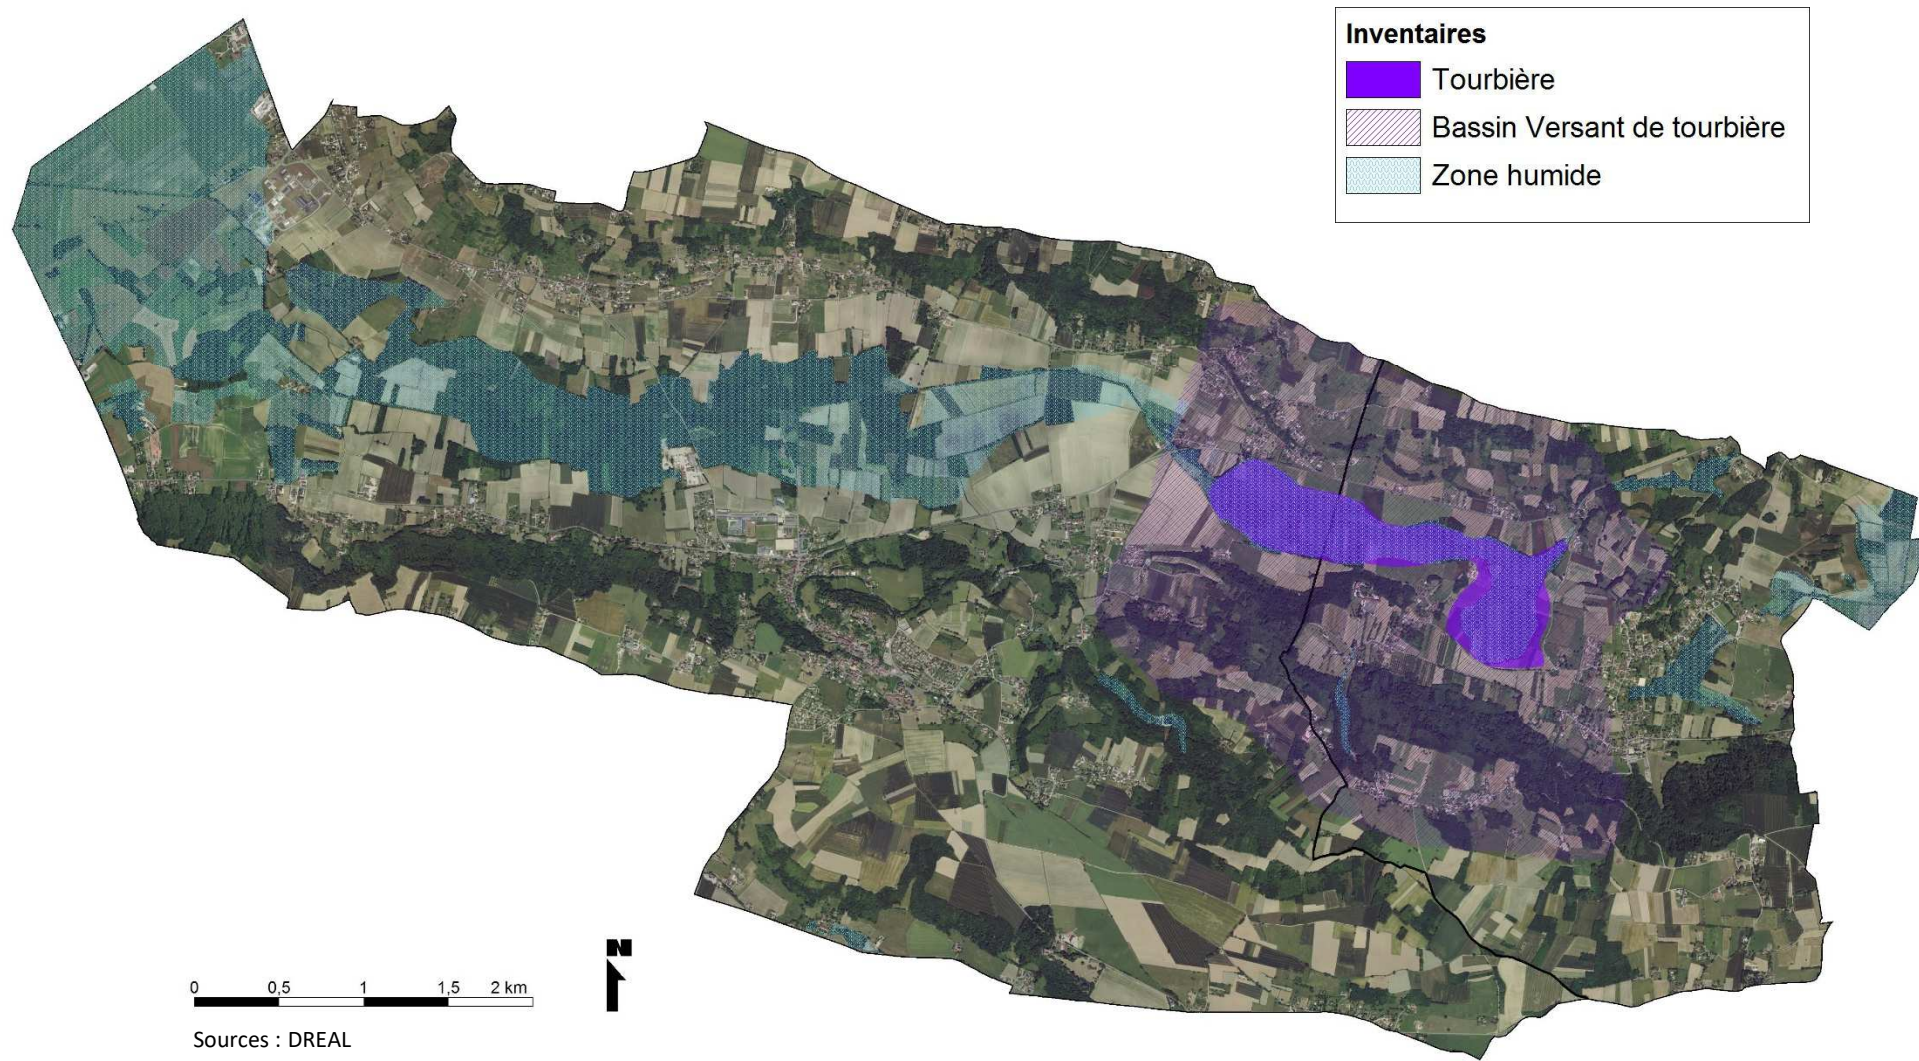 Inventaires
Tourbière
Bassin Versant de tourbière
Zone humide
N
0 0,5 1 1,5 2 km
Sources : DREAL